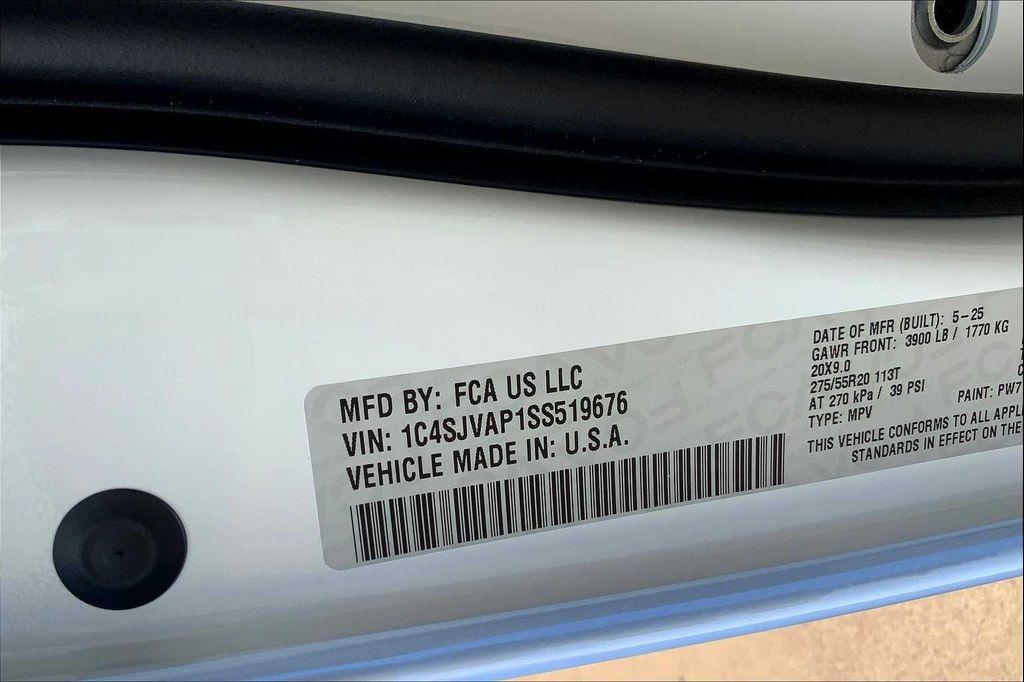 MFD BY: FCA US LLC
VIN: 1C4SJVAP1SS519676
VEHICLE MADE IN: U.S.A.
DATE OF MFR (BUILT): 5-25
GAWR FRONT: 3900 LB / 1770 KG
20X9.0
275/55R20 113T
AT 270 kPa / 39 PSI
TYPE: MPV
PAINT: PW7
THIS VEHICLE CONFORMS TO ALL APPL
STANDARDS IN EFFECT ON THE